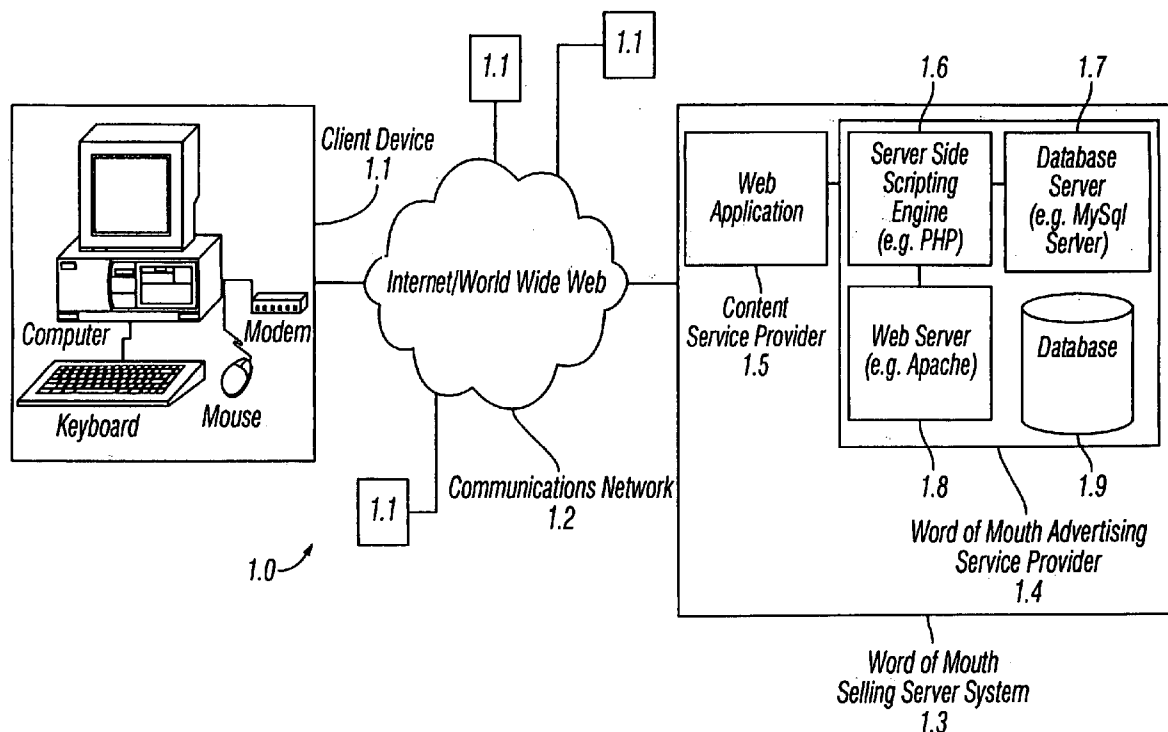 1.1
1.1
1.6
1.7
Client Device
1.1
Web
Application
Server Side
Scripting
Engine
(e.g. PHP)
Database
Server
(e.g. MySql
Server)
Internet/World Wide Web
Computer
Modem
Keyboard
Mouse
Content
Service Provider
1.5
Web Server
(e.g. Apache)
Database
1.1
Communications Network
1.2
1.8
1.9
1.0
Word of Mouth Advertising
Service Provider
1.4
Word of Mouth
Selling Server System
1.3